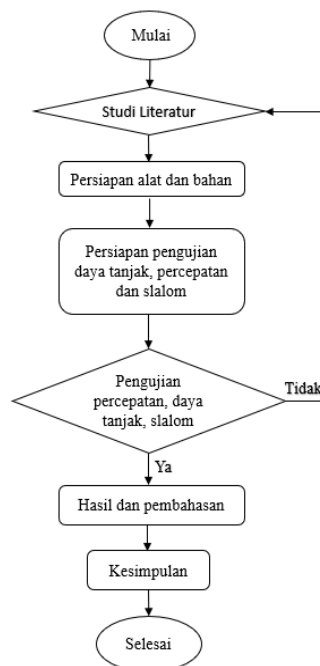 Mulai
Studi Literatur
Persiapan alat dan bahan
Persiapan pengujian
daya tanjak, percepatan
dan slalom
Pengujian
percepatan, daya
tanjak, slalom
Tidak
Ya
Hasil dan pembahasan
Kesimpulan
Selesai